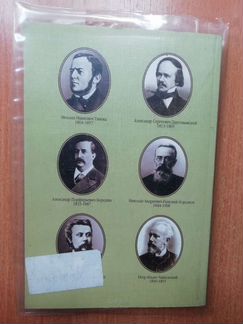 Михаил Иванович Глинка
1804-1857
Александр Сергеевич Даргомыжский
1813-1869
Александр Порфирьевич Бородин
1833-1887
Николай Андреевич Римский-Корсаков
1844-1908
Петр Ильич Чайковский
1840-1893